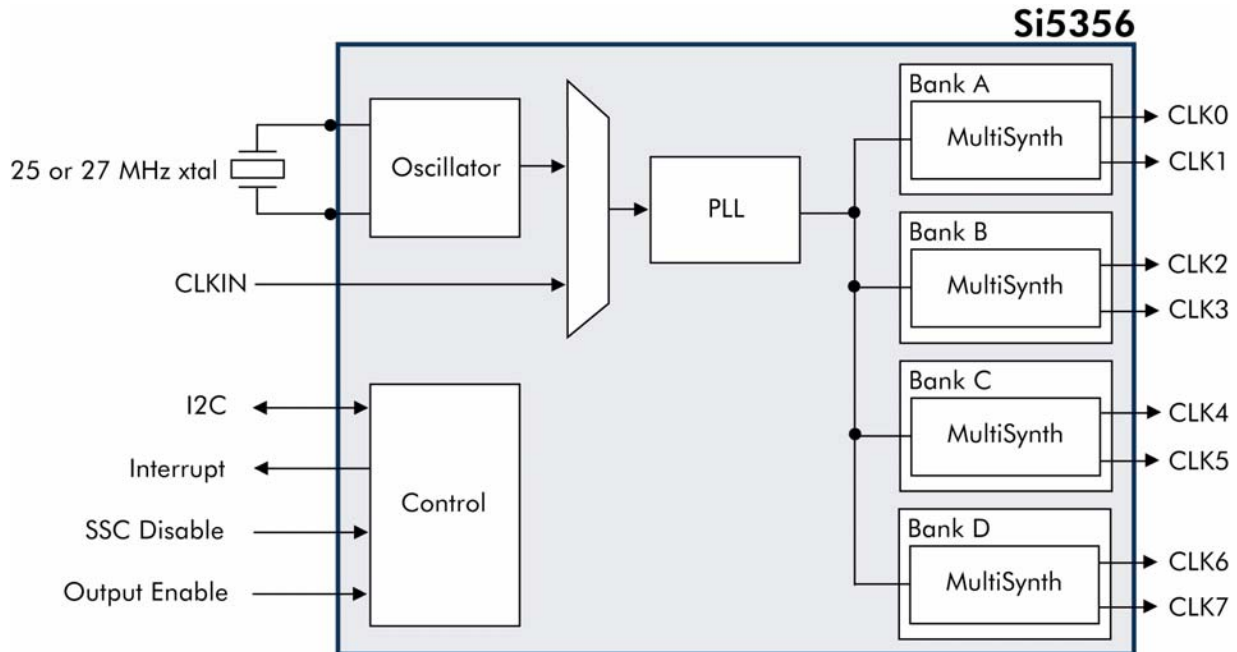 Si5356
25 or 27 MHz xtal
Oscillator
CLKIN
PLL
Bank A
MultiSynth
CLK0
CLK1
Bank B
MultiSynth
CLK2
CLK3
Bank C
MultiSynth
CLK4
CLK5
Bank D
MultiSynth
CLK6
CLK7
I2C
Interrupt
SSC Disable
Output Enable
Control